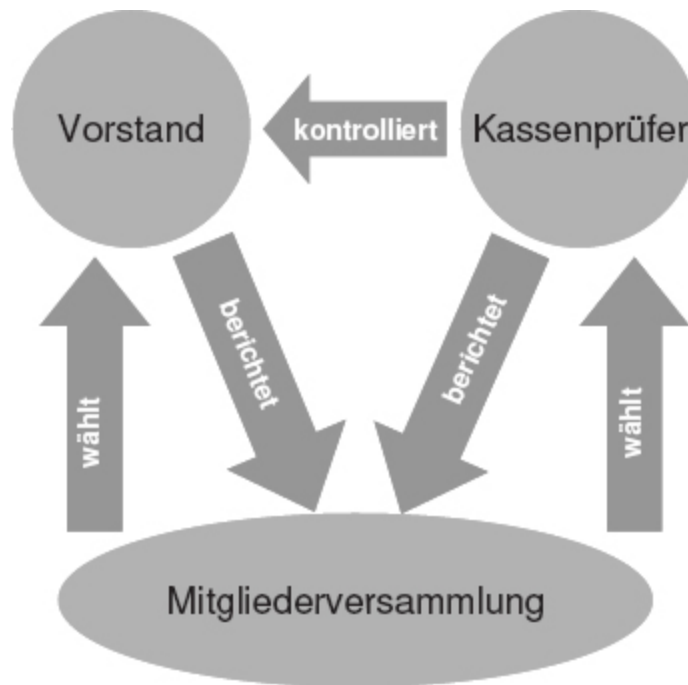 Vorstand
kontrolliert
Kassenprüfer
berichtet
berichtet
wählt
wählt
Mitgliederversammlung